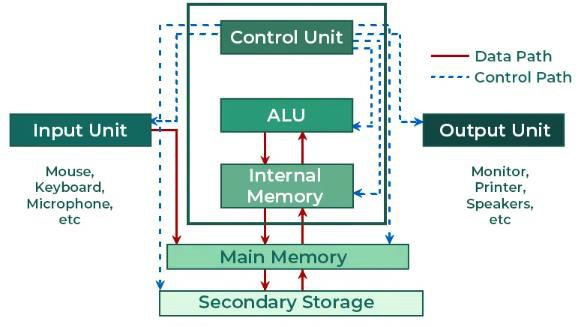 Control Unit
Data Path
Control Path
ALU
Input Unit
Output Unit
Mouse,
Keyboard,
Microphone,
etc
Internal
Memory
Monitor,
Printer,
Speakers,
etc
Main Memory
Secondary Storage